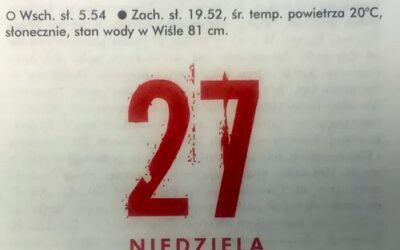 ○ Wsch. sł. 5.54 ● Zach. sł. 19.52, śr. temp. powietrza 20°C,
słonecznie, stan wody w Wiśle 81 cm.
27
NIEDZIELA